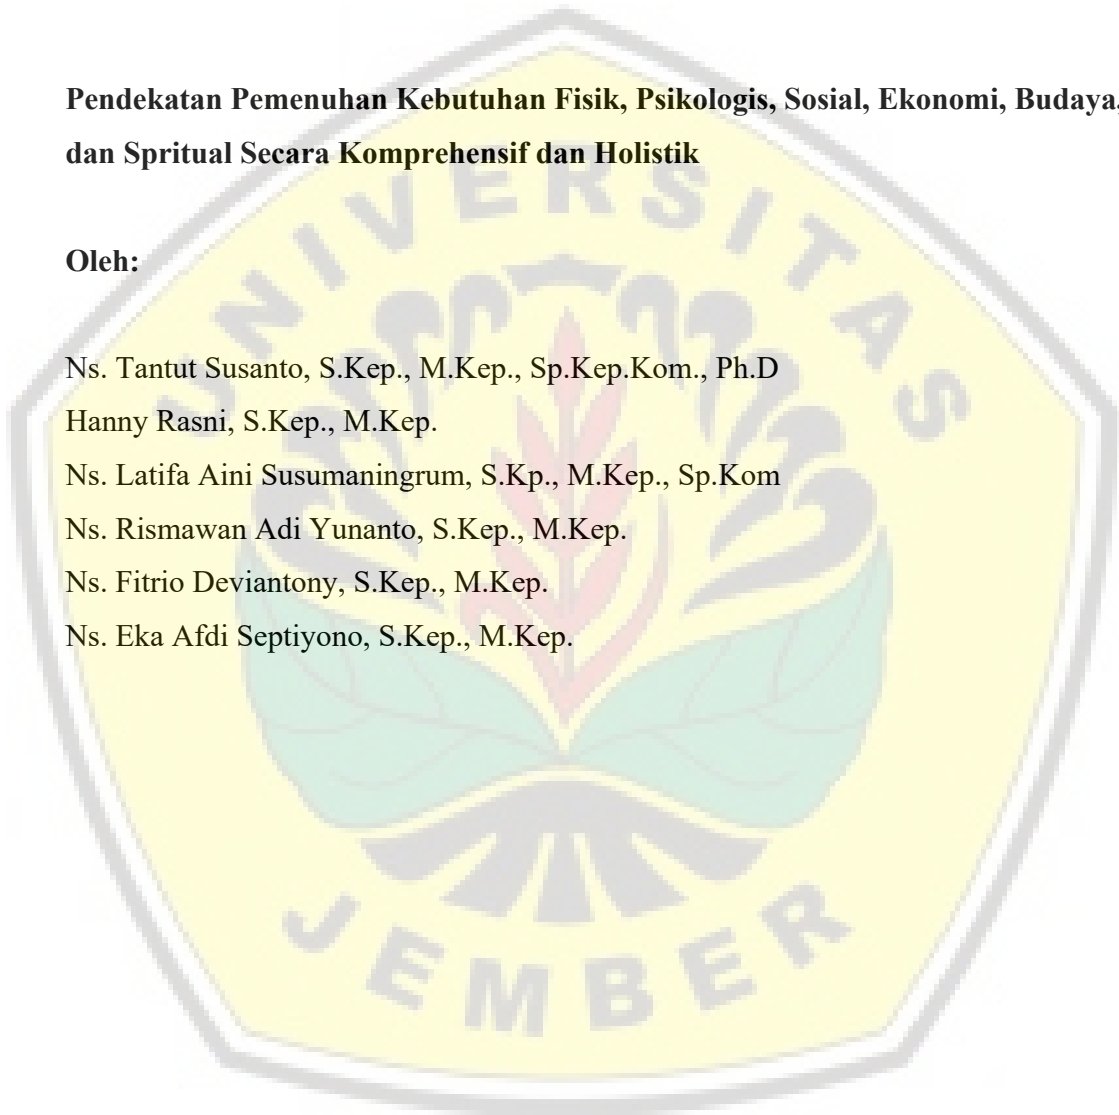 Pendekatan Pemenuhan Kebutuhan Fisik, Psikologis, Sosial, Ekonomi, Budaya,
dan Spritual Secara Komprehensif dan Holistik
UNIVERSITAS
Oleh:
Ns. Tantut Susanto, S.Kep., M.Kep., Sp.Kep.Kom., Ph.D
Hanny Rasni, S.Kep., M.Kep.
Ns. Latifa Aini Susumaningrum, S.Kp., M.Kep., Sp.Kom
Ns. Rismawan Adi Yunanto, S.Kep., M.Kep.
Ns. Fitrio Deviantony, S.Kep., M.Kep.
Ns. Eka Afdi Septiyono, S.Kep., M.Kep.
JEMBER